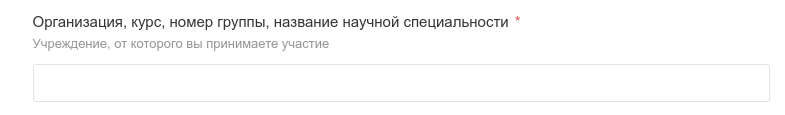 Организация, курс, номер группы, название научной специальности *
Учреждение, от которого вы принимаете участие